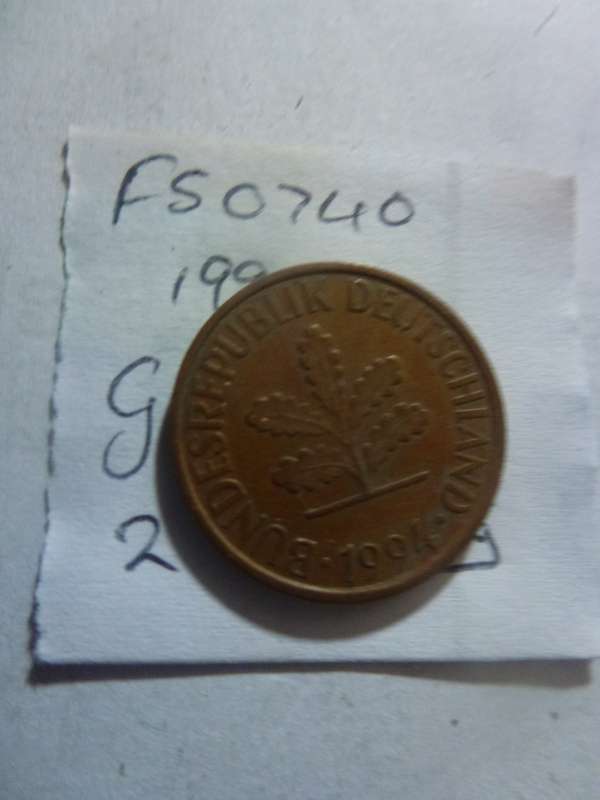 FS0740
199
G
2 g
BUNDESREPUBLIK DEUTSCHLAND
· 1994 ·